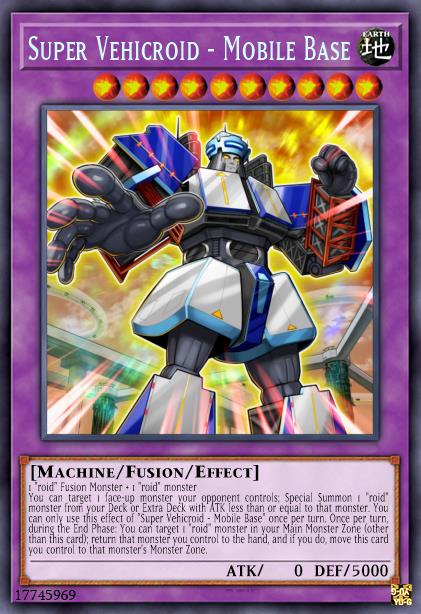 SUPER VEHICROID - MOBILE BASE
EARTH
地
[MACHINE/FUSION/EFFECT]
1 "roid" Fusion Monster + 1 "roid" monster
You can target 1 face-up monster your opponent controls; Special Summon 1 "roid"
monster from your Deck or Extra Deck with ATK less than or equal to that monster. You
can only use this effect of "Super Vehicroid - Mobile Base" once per turn. Once per turn,
during the End Phase: You can target 1 "roid" monster in your Main Monster Zone (other
than this card); return that monster you control to the hand, and if you do, move this card
you control to that monster's Monster Zone.
ATK/ 0 DEF/5000
17745969